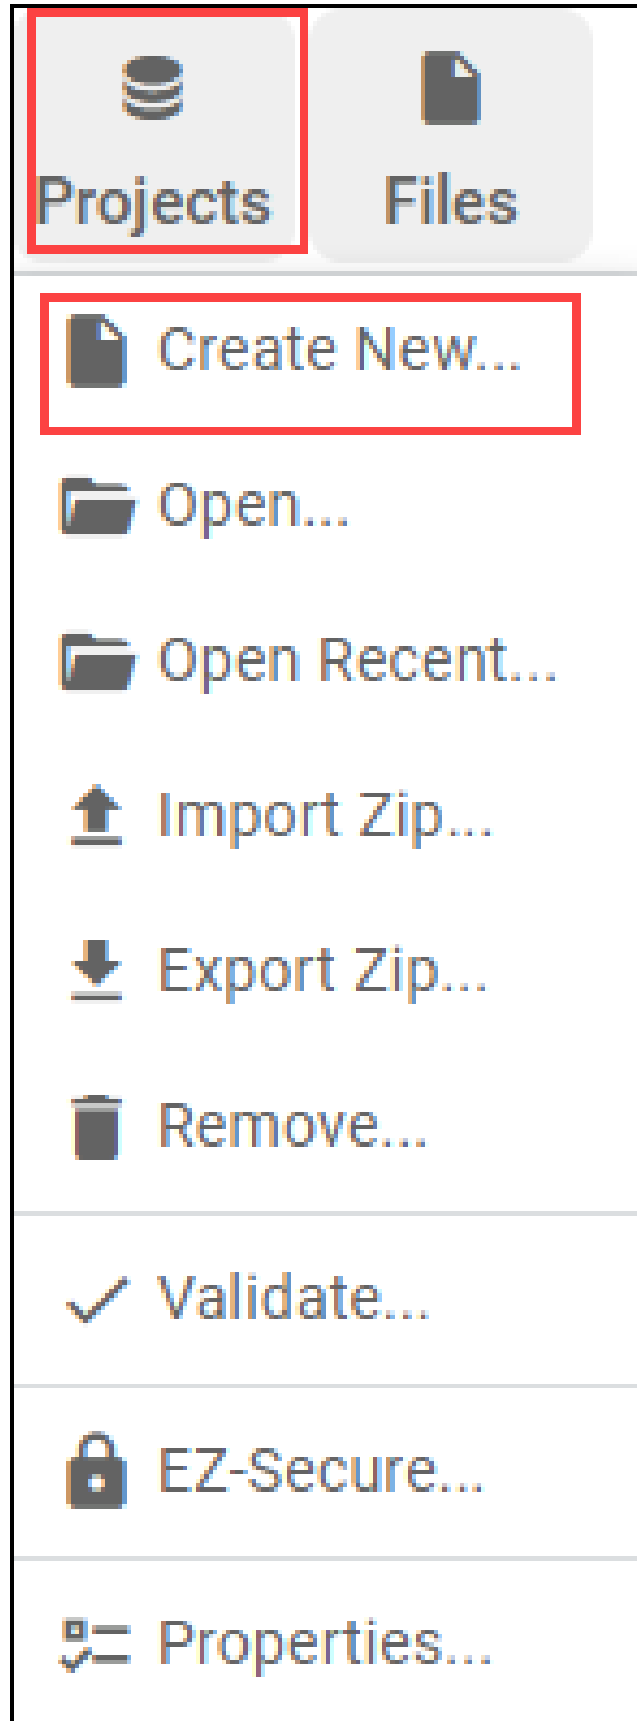 Projects Files
Create New...
Open...
Open Recent...
Import Zip...
Export Zip...
Remove...
Validate...
EZ-Secure...
Properties...